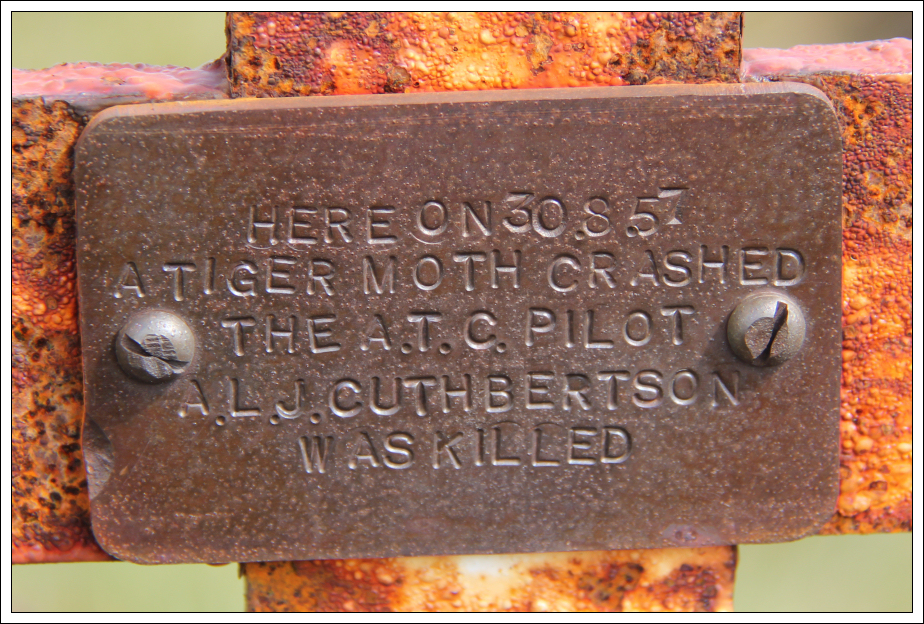 HERE ON 30.8.57
A TIGER MOTH CRASHED
THE A.T.C. PILOT
A.L.J. CUTHBERTSON
WAS KILLED